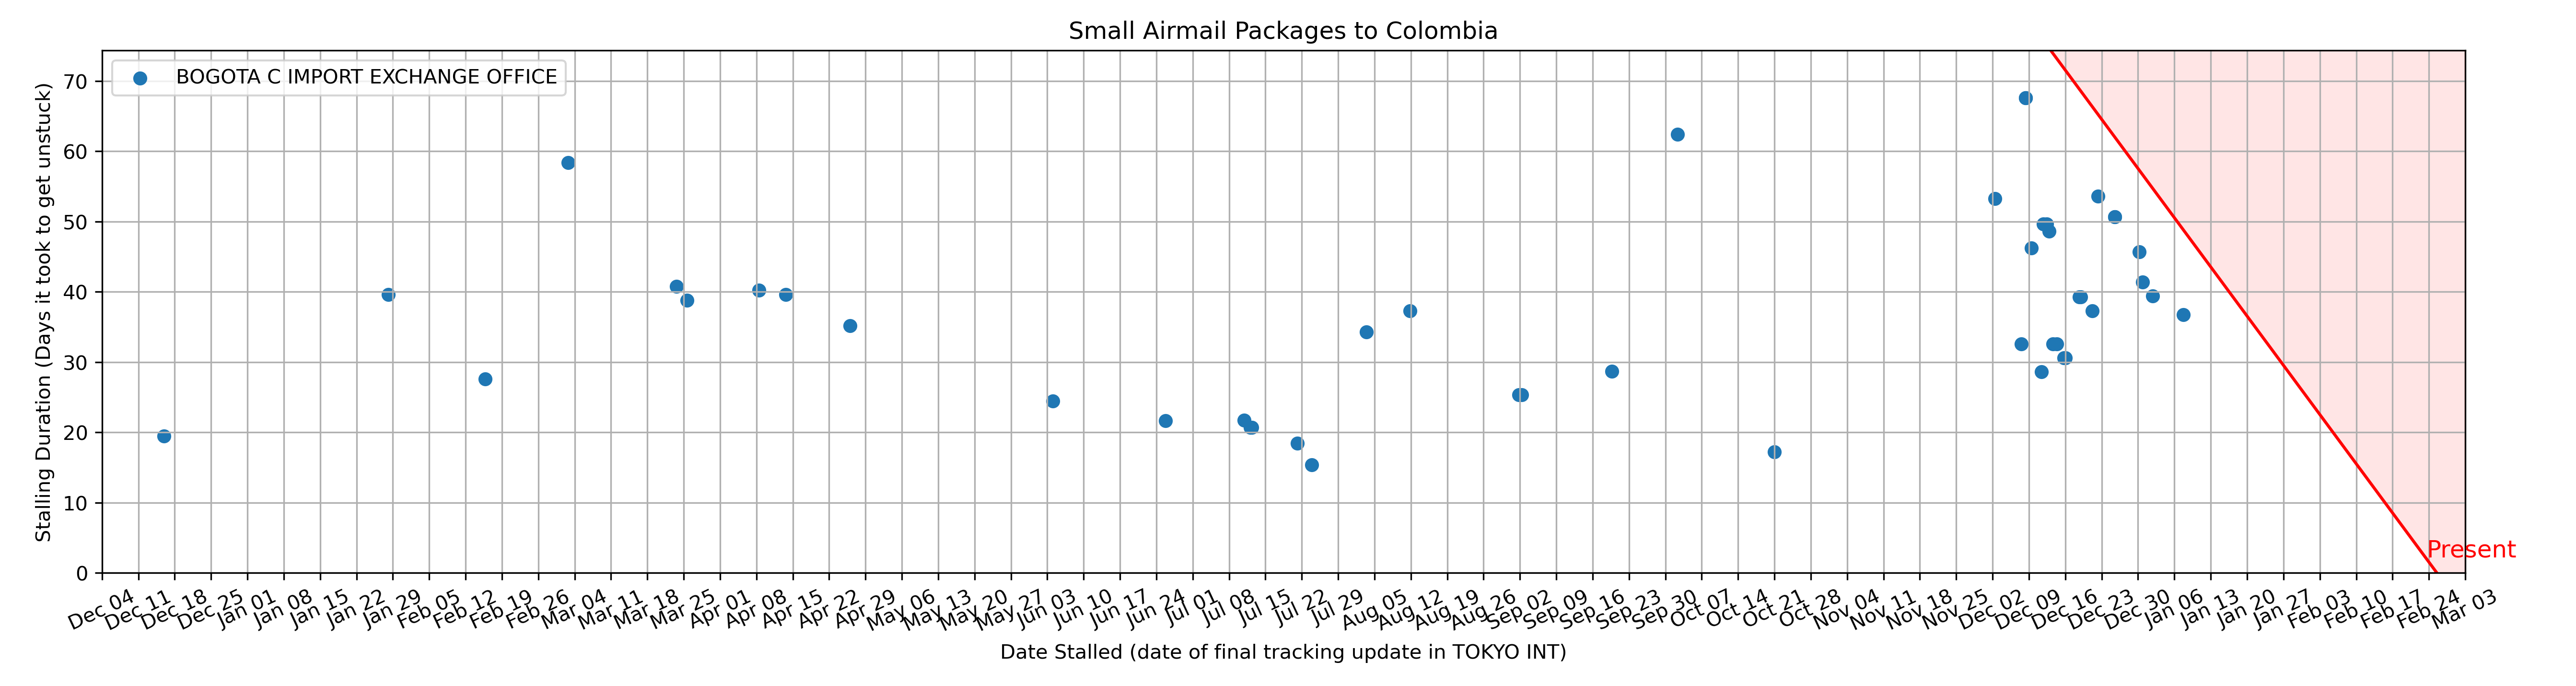 Small Airmail Packages to Colombia
BOGOTA C IMPORT EXCHANGE OFFICE
Stalling Duration (Days it took to get unstuck)
70
60
50
40
30
20
10
0
Present
Dec 04
Dec 11
Dec 18
Dec 25
Jan 01
Jan 08
Jan 15
Jan 22
Jan 29
Feb 05
Feb 12
Feb 19
Feb 26
Mar 04
Mar 11
Mar 18
Mar 25
Apr 01
Apr 08
Apr 15
Apr 22
Apr 29
May 06
May 13
May 20
May 27
Jun 03
Jun 10
Jun 17
Jun 24
Jul 01
Jul 08
Jul 15
Jul 22
Jul 29
Aug 05
Aug 12
Aug 19
Aug 26
Sep 02
Sep 09
Sep 16
Sep 23
Sep 30
Oct 07
Oct 14
Oct 21
Oct 28
Nov 04
Nov 11
Nov 18
Nov 25
Dec 02
Dec 09
Dec 16
Dec 23
Dec 30
Jan 06
Jan 13
Jan 20
Jan 27
Feb 03
Feb 10
Feb 17
Feb 24
Mar 03
Date Stalled (date of final tracking update in TOKYO INT)